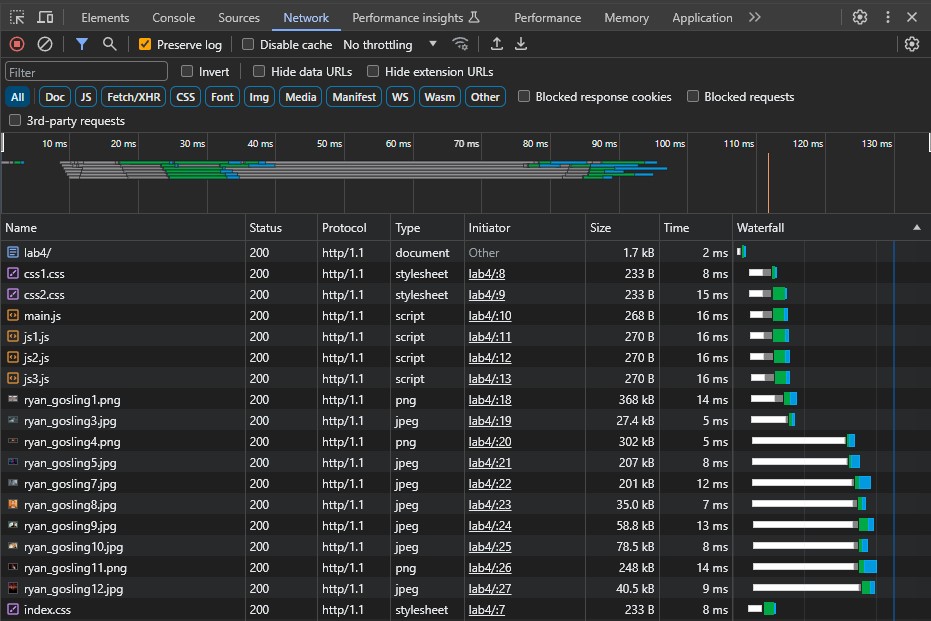 Elements Console Sources Network Performance insights Performance Memory Application
Preserve log Disable cache No throttling
Filter Invert Hide data URLs Hide extension URLs
All Doc JS Fetch/XHR CSS Font Img Media Manifest WS Wasm Other Blocked response cookies Blocked requests
3rd-party requests
10 ms 20 ms 30 ms 40 ms 50 ms 60 ms 70 ms 80 ms 90 ms 100 ms 110 ms 120 ms 130 ms
Name Status Protocol Type Initiator Size Time Waterfall
lab4/ 200 http/1.1 document Other 1.7 kB 2 ms
css1.css 200 http/1.1 stylesheet lab4/:8 233 B 8 ms
css2.css 200 http/1.1 stylesheet lab4/:9 233 B 15 ms
main.js 200 http/1.1 script lab4/:10 268 B 16 ms
js1.js 200 http/1.1 script lab4/:11 270 B 16 ms
js2.js 200 http/1.1 script lab4/:12 270 B 16 ms
js3.js 200 http/1.1 script lab4/:13 270 B 16 ms
ryan_gosling1.png 200 http/1.1 png lab4/:18 368 kB 14 ms
ryan_gosling3.jpg 200 http/1.1 jpeg lab4/:19 27.4 kB 5 ms
ryan_gosling4.png 200 http/1.1 png lab4/:20 302 kB 5 ms
ryan_gosling5.jpg 200 http/1.1 jpeg lab4/:21 207 kB 8 ms
ryan_gosling7.jpg 200 http/1.1 jpeg lab4/:22 201 kB 12 ms
ryan_gosling8.jpg 200 http/1.1 jpeg lab4/:23 35.0 kB 7 ms
ryan_gosling9.jpg 200 http/1.1 jpeg lab4/:24 58.8 kB 13 ms
ryan_gosling10.jpg 200 http/1.1 jpeg lab4/:25 78.5 kB 8 ms
ryan_gosling11.png 200 http/1.1 png lab4/:26 248 kB 14 ms
ryan_gosling12.jpg 200 http/1.1 jpeg lab4/:27 40.5 kB 9 ms
index.css 200 http/1.1 stylesheet lab4/:7 233 B 8 ms